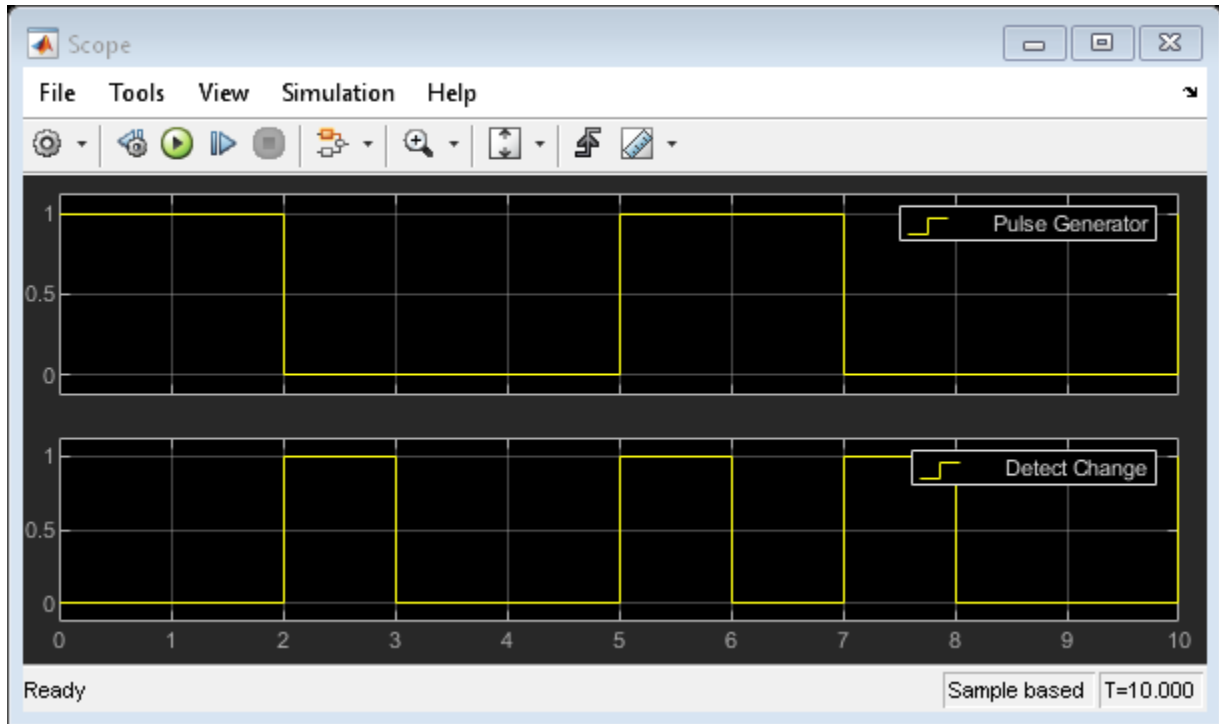 Scope
File Tools View Simulation Help
1
Pulse Generator
0.5
0
1
Detect Change
0.5
0
0 1 2 3 4 5 6 7 8 9 10
Ready Sample based T=10.000